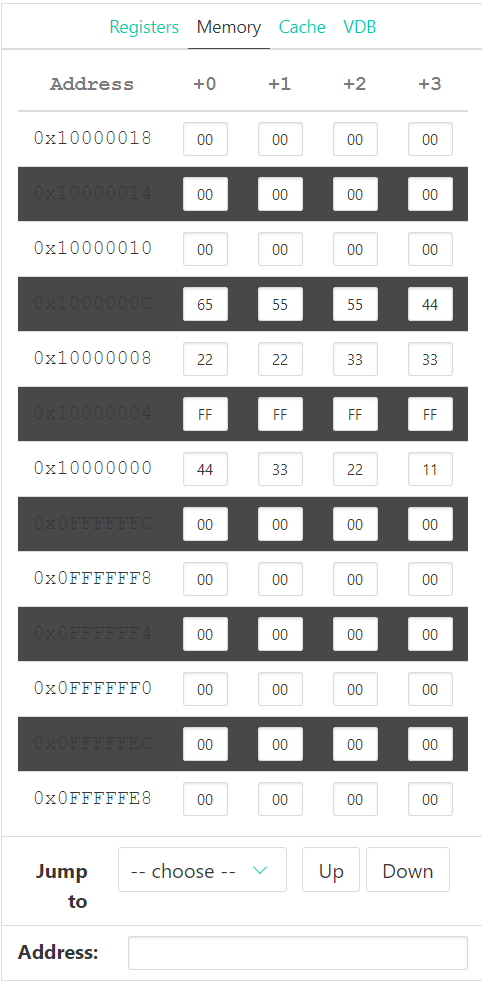 Registers Memory Cache VDB
Address +0 +1 +2 +3
0x10000018 00 00 00 00
0x10000014 00 00 00 00
0x10000010 00 00 00 00
0x1000000C 65 55 55 44
0x10000008 22 22 33 33
0x10000004 FF FF FF FF
0x10000000 44 33 22 11
0x0FFFFFFC 00 00 00 00
0x0FFFFFF8 00 00 00 00
0x0FFFFFF4 00 00 00 00
0x0FFFFFF0 00 00 00 00
0x0FFFFFEC 00 00 00 00
0x0FFFFFE8 00 00 00 00
Jump to -- choose -- Up Down
Address: